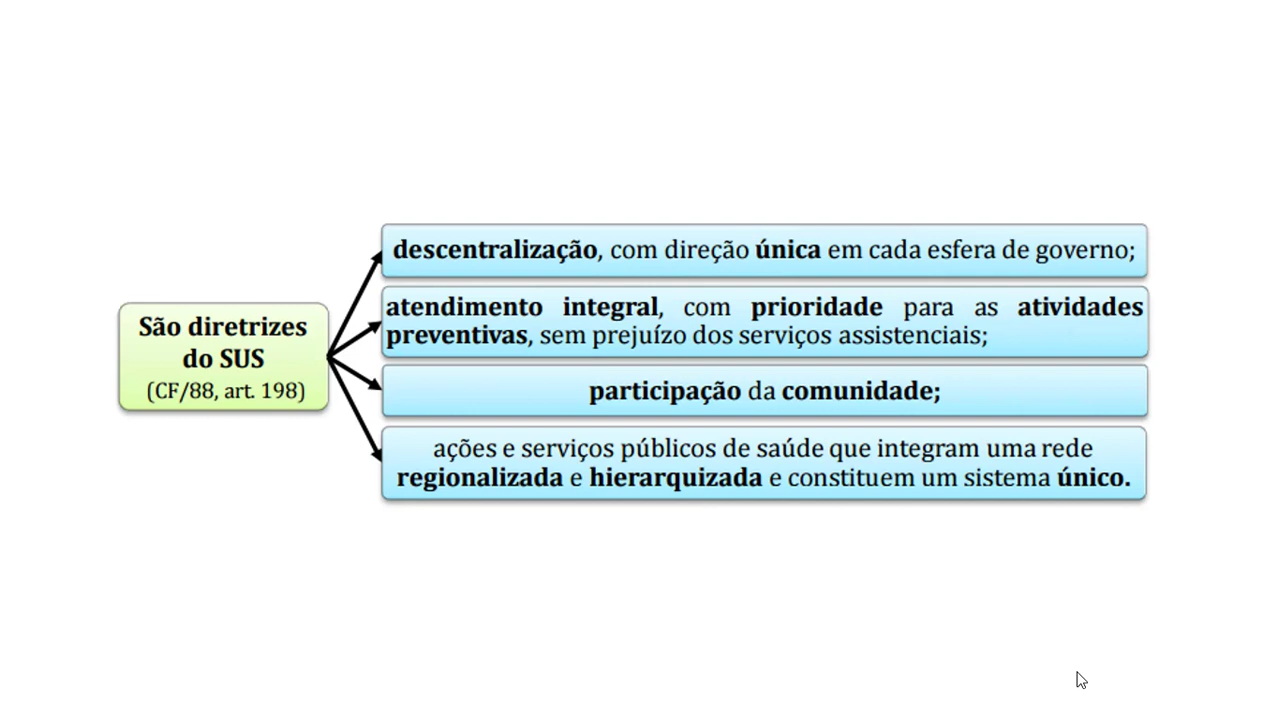 São diretrizes
do SUS
(CF/88, art. 198)
descentralização, com direção única em cada esfera de governo;
atendimento integral, com prioridade para as atividades
preventivas, sem prejuízo dos serviços assistenciais;
participação da comunidade;
ações e serviços públicos de saúde que integram uma rede
regionalizada e hierarquizada e constituem um sistema único.